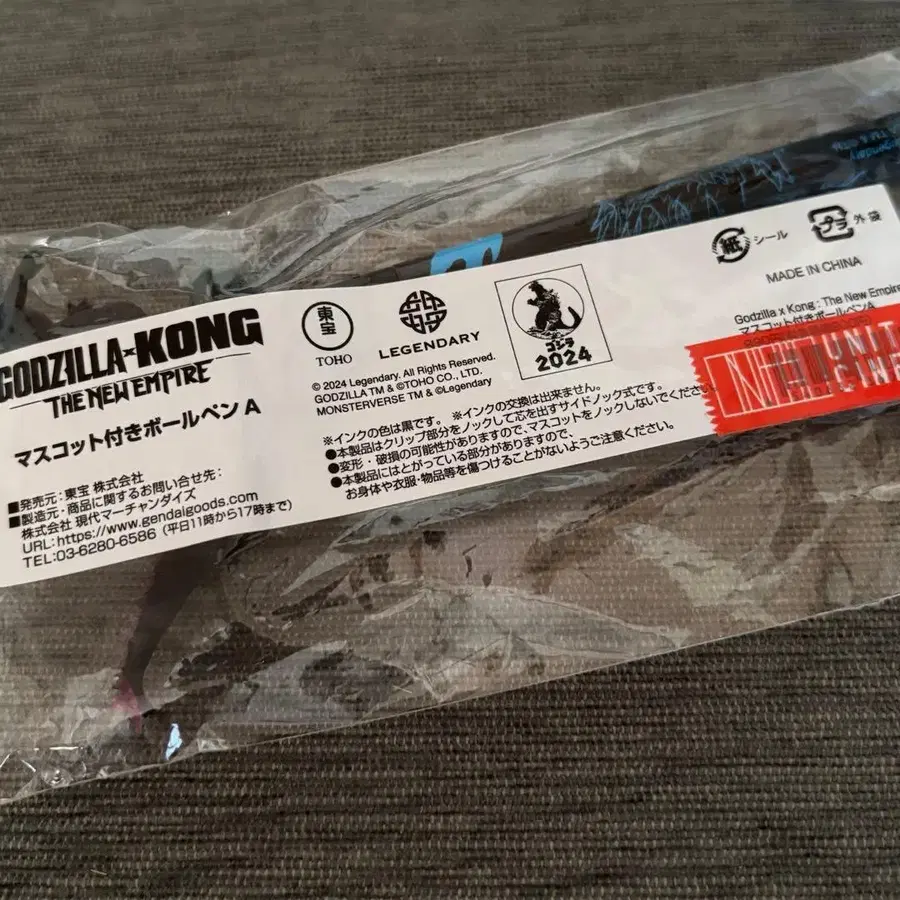 GODZILLA×KONG
THE NEW EMPIRE
マスコット付きボールペン A
■発売元：東宝 株式会社
■製造元・商品に関するお問い合せ先：
株式会社 現代マーチャンダイズ
URL：https://www.gendaigoods.com
TEL：03-6280-6586（平日11時から17時まで）
東宝
TOHO
LEGENDARY
© 2024 Legendary. All Rights Reserved.
GODZILLA TM & ©TOHO CO., LTD.
MONSTERVERSE TM & ©Legendary
ゴジラ
2024
※インクの色は黒です。 ※インクの交換は出来ません。
●本製品はクリップ部分をノックして芯を出すサイドノック式です。
●変形・破損の可能性がありますので、マスコットをノックしないでください。
●本製品にはとがっている部分がありますので、
お身体や衣服・物品等を傷つけることがないようご注意ください。
紙 シール
プラ 外袋
MADE IN CHINA
Godzilla x Kong : The New Empire
マスコット付きボールペンA